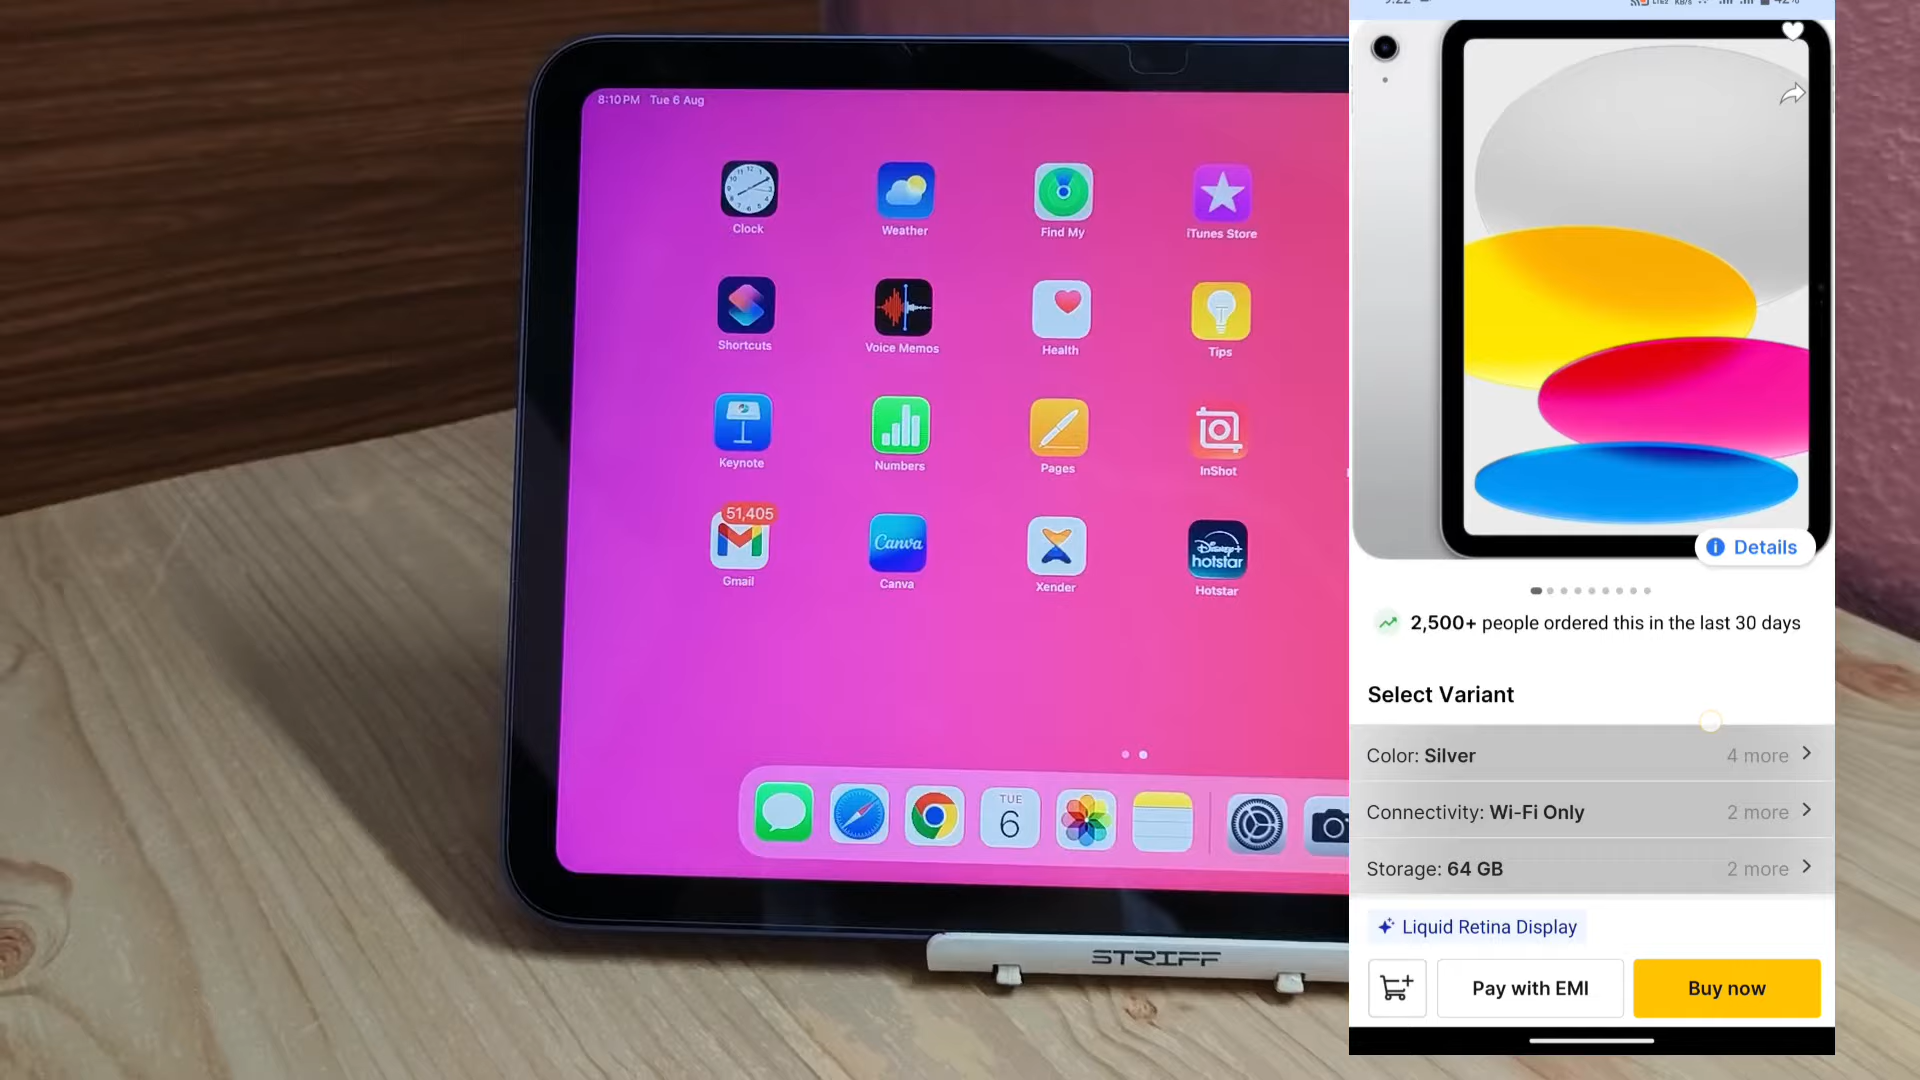 8:10 PM Tue 6 Aug
Clock
Weather
Find My
iTunes Store
Shortcuts
Voice Memos
Health
Tips
Keynote
Numbers
Pages
InShot
51,405
Gmail
Canva
Canva
Xender
Disney+
hotstar
Hotstar
TUE
6
STRIFF
Details
2,500+ people ordered this in the last 30 days
Select Variant
Color: Silver 4 more
Connectivity: Wi-Fi Only 2 more
Storage: 64 GB 2 more
Liquid Retina Display
Pay with EMI
Buy now